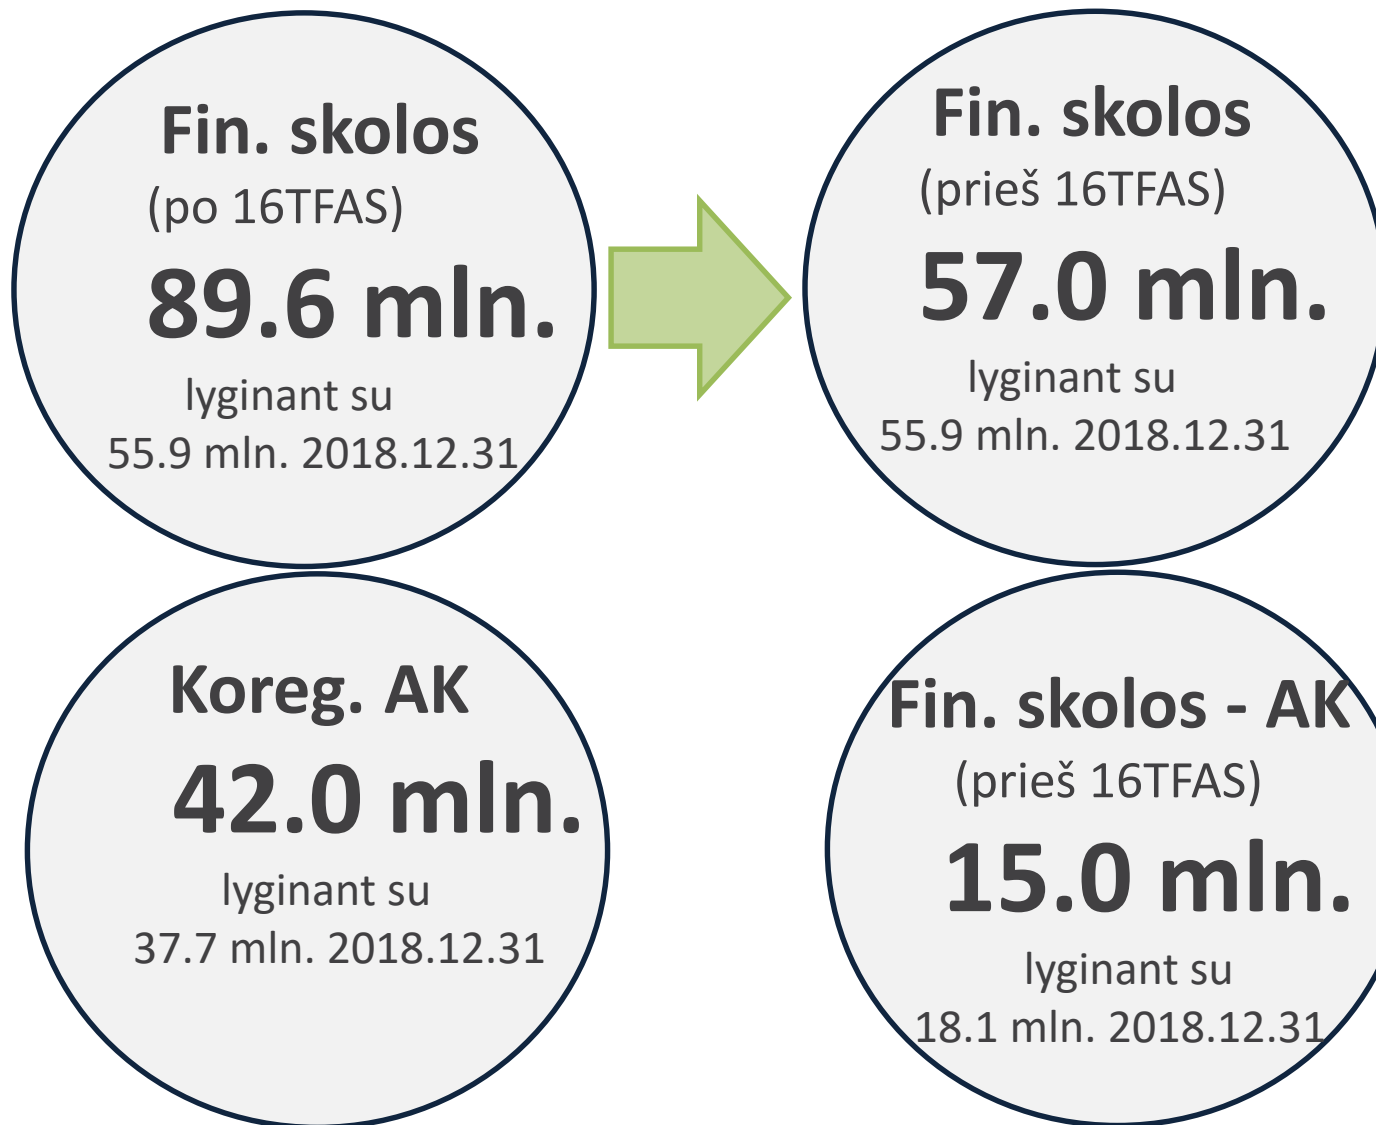 Fin. skolos
(po 16TFAS)
89.6 mln.
lyginant su
55.9 mln. 2018.12.31
Fin. skolos
(prieš 16TFAS)
57.0 mln.
lyginant su
55.9 mln. 2018.12.31
Koreg. AK
42.0 mln.
lyginant su
37.7 mln. 2018.12.31
Fin. skolos - AK
(prieš 16TFAS)
15.0 mln.
lyginant su
18.1 mln. 2018.12.31